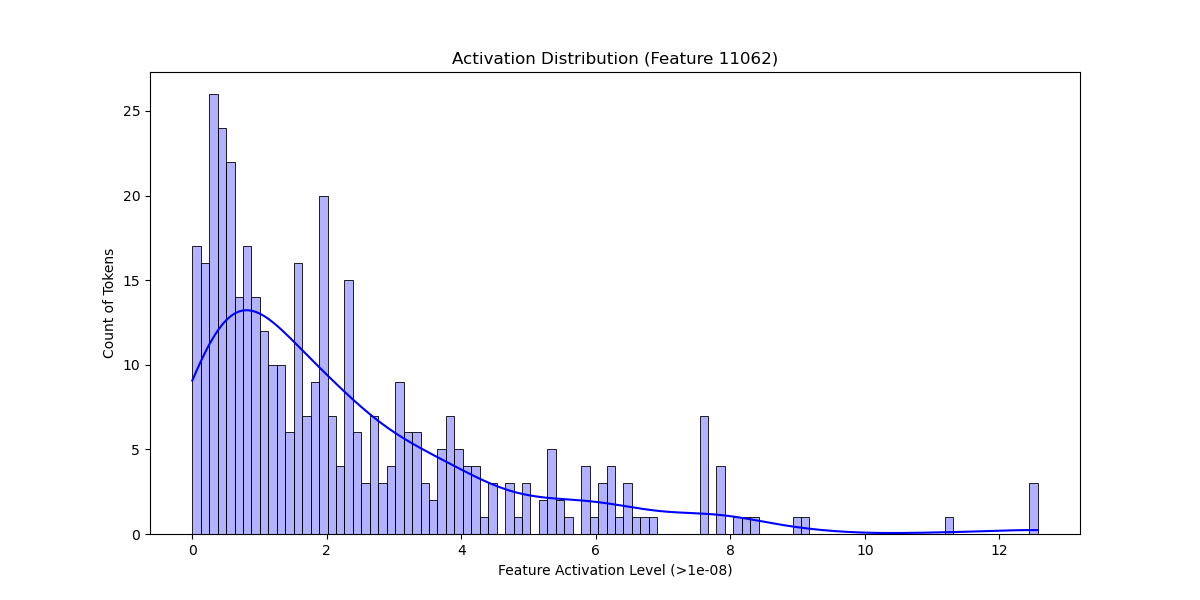 Activation Distribution (Feature 11062)
25
20
15
10
5
0
Count of Tokens
0 2 4 6 8 10 12
Feature Activation Level (>1e-08)